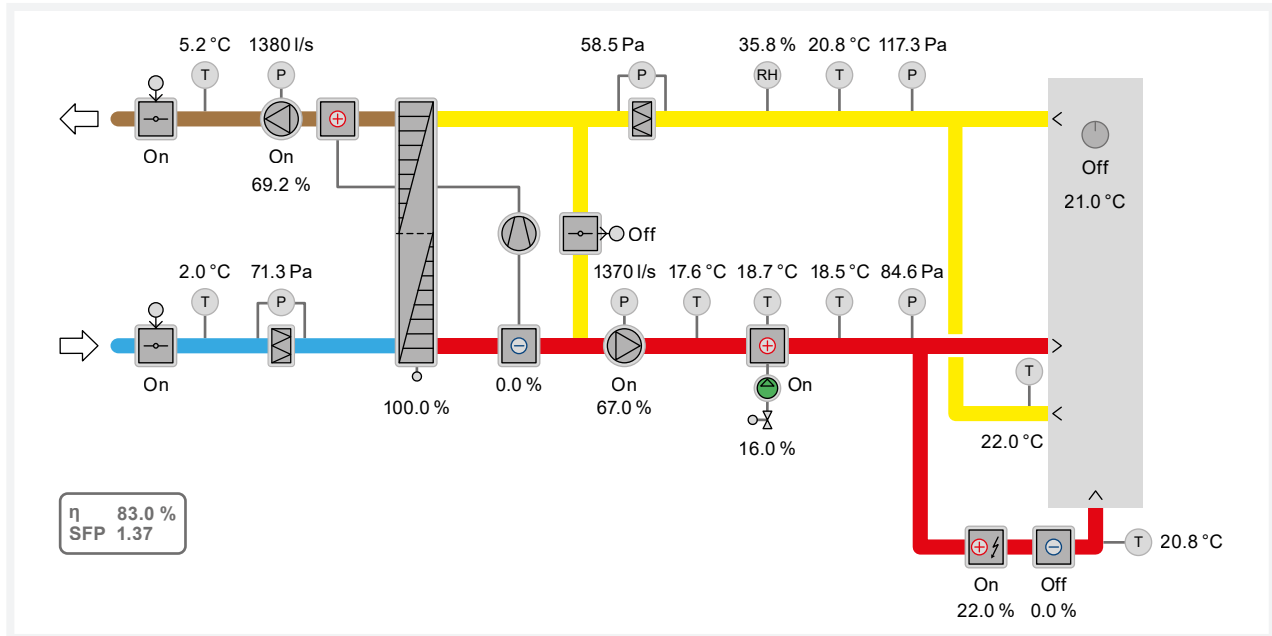 5.2 °C 1380 l/s 58.5 Pa 35.8 % 20.8 °C 117.3 Pa
T P P RH T P
On On Off
69.2 % 21.0 °C
Off
2.0 °C 71.3 Pa 1370 l/s 17.6 °C 18.7 °C 18.5 °C 84.6 Pa
T P P T T T P
T
On 0.0 % On On
100.0 % 67.0 %
22.0 °C
16.0 %
η 83.0 %
SFP 1.37
T 20.8 °C
On Off
22.0 % 0.0 %